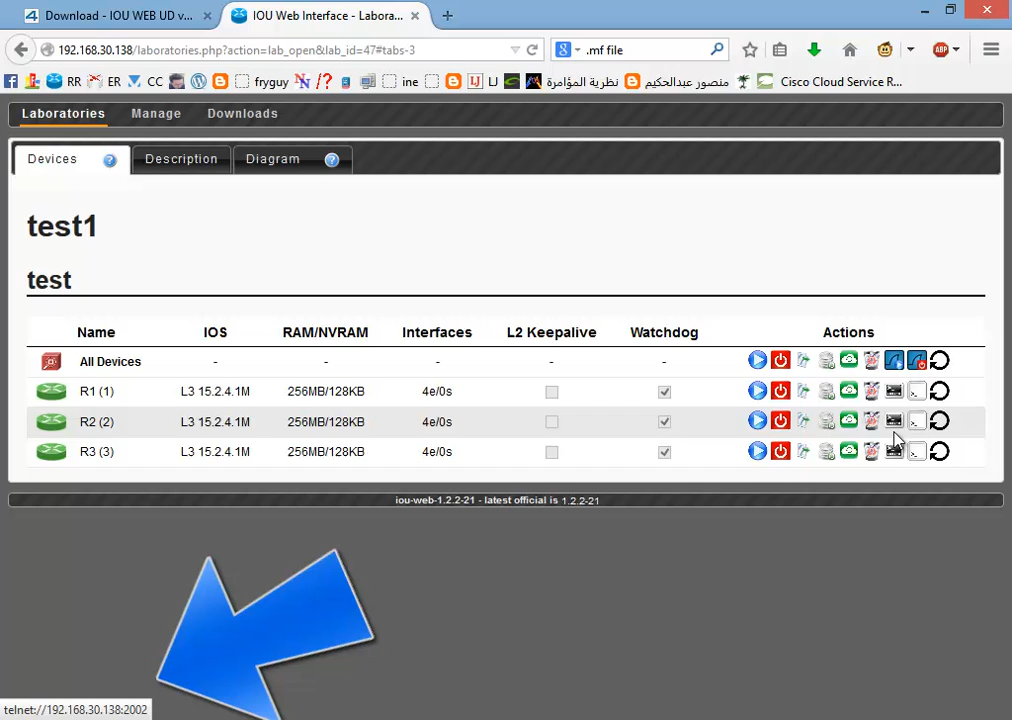 Download - IOU WEB UD v...
IOU Web Interface - Labora...
192.168.30.138/laboratories.php?action=lab_open&lab_id=47#tabs-3
.mf file
ABP
RR ER CC fryguy ine IJ LJ نظرية المؤامرة منصور عبدالحكيم Cisco Cloud Service R...
Laboratories Manage Downloads
Devices Description Diagram
test1
test
Name IOS RAM/NVRAM Interfaces L2 Keepalive Watchdog Actions
All Devices - - - - -
R1 (1) L3 15.2.4.1M 256MB/128KB 4e/0s
R2 (2) L3 15.2.4.1M 256MB/128KB 4e/0s
R3 (3) L3 15.2.4.1M 256MB/128KB 4e/0s
iou-web-1.2.2-21 - latest official is 1.2.2-21
telnet://192.168.30.138:2002